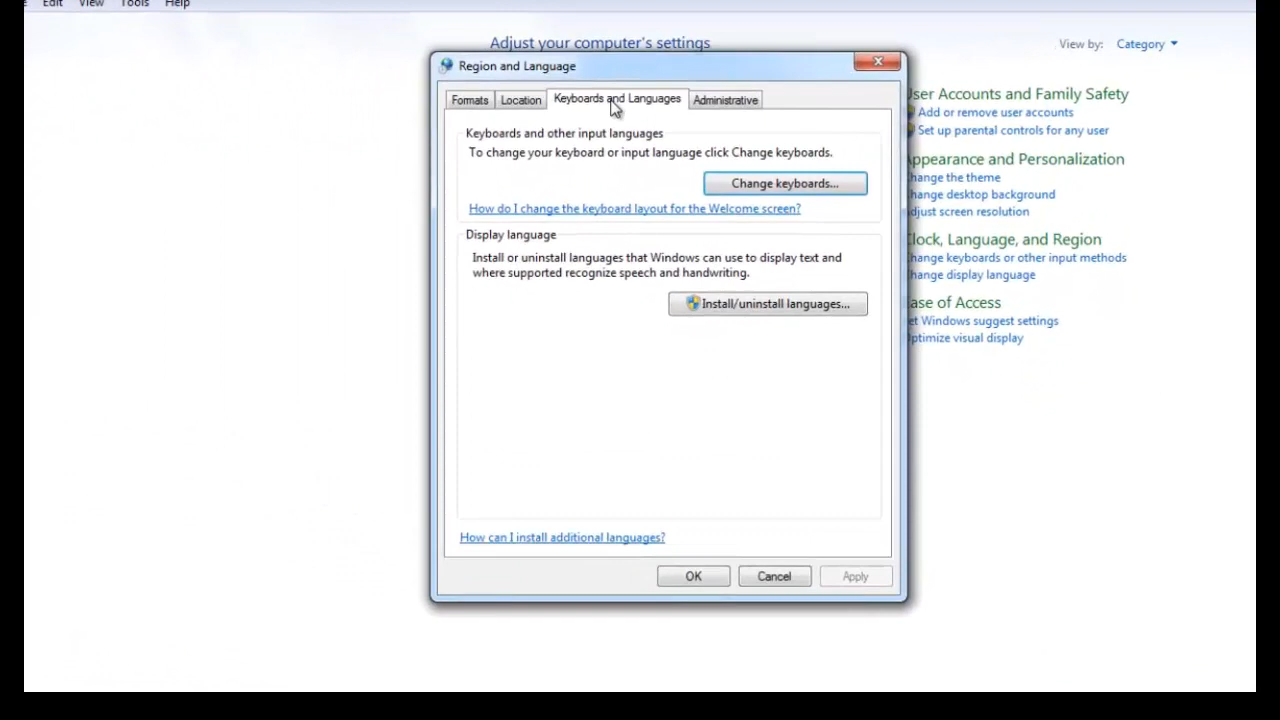 Edit View Tools Help
Adjust your computer's settings
View by: Category
Region and Language
Formats Location Keyboards and Languages Administrative
Keyboards and other input languages
To change your keyboard or input language click Change keyboards.
Change keyboards...
How do I change the keyboard layout for the Welcome screen?
Display language
Install or uninstall languages that Windows can use to display text and
where supported recognize speech and handwriting.
Install/uninstall languages...
How can I install additional languages?
OK Cancel Apply
User Accounts and Family Safety
Add or remove user accounts
Set up parental controls for any user
Appearance and Personalization
hange the theme
hange desktop background
djust screen resolution
Clock, Language, and Region
hange keyboards or other input methods
hange display language
ase of Access
et Windows suggest settings
ptimize visual display